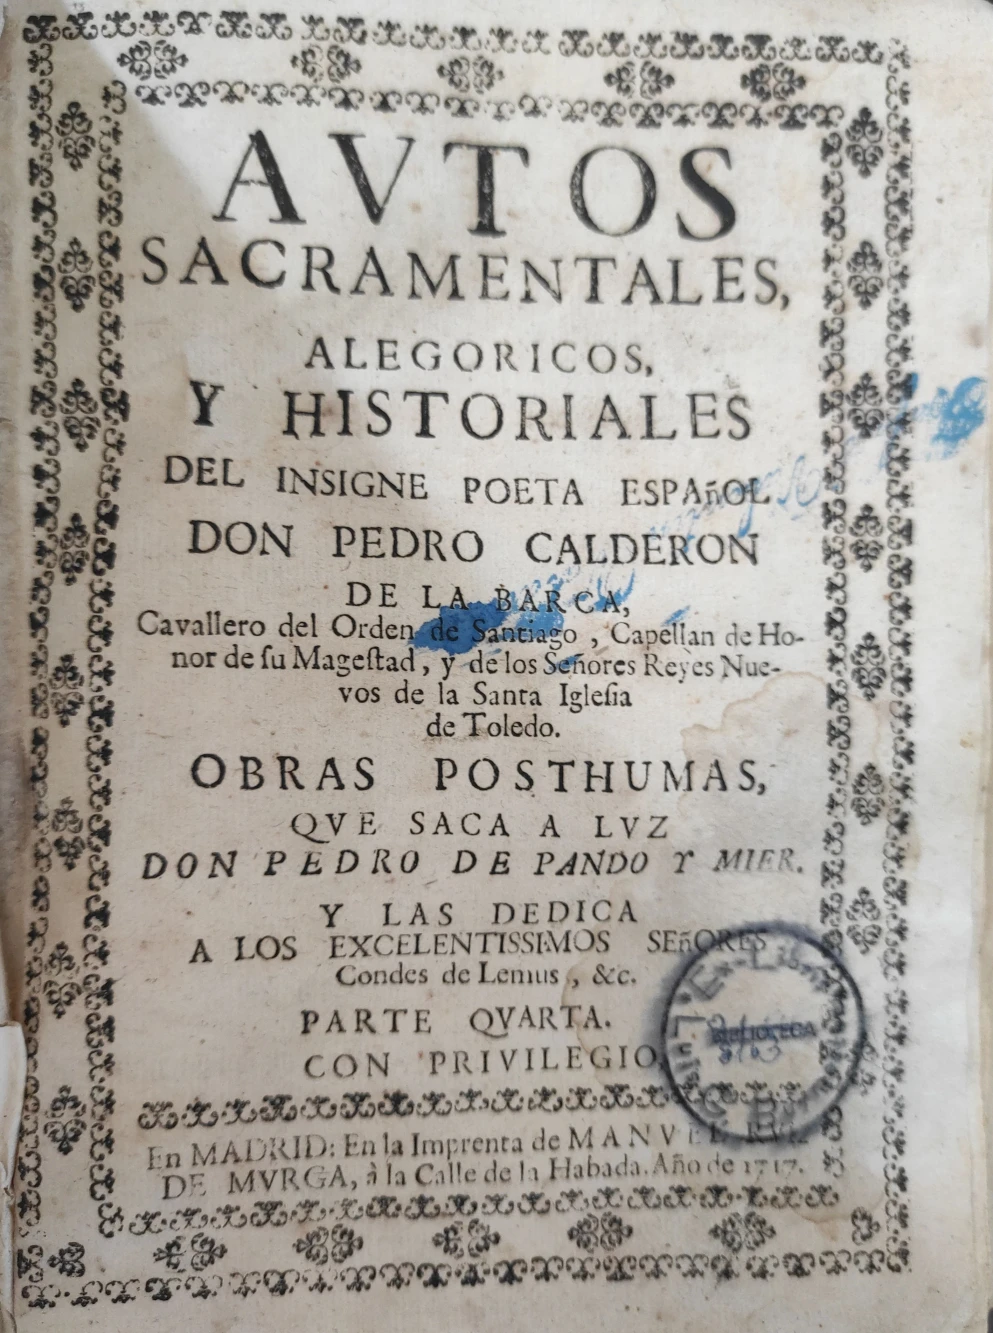 AVTOS
SACRAMENTALES,
ALEGORICOS,
Y HISTORIALES
DEL INSIGNE POETA ESPAñOL
DON PEDRO CALDERON
DE LA BARCA,
Cavallero del Orden de Santiago, Capellan de Ho-
nor de ſu Mageſtad, y de los Señores Reyes Nue-
vos de la Santa Igleſia
de Toledo.
OBRAS POSTHUMAS,
QVE SACA A LVZ
DON PEDRO DE PANDO Y MIER.
Y LAS DEDICA
A LOS EXCELENTISSIMOS SEñORES
Condes de Lemus, &c.
PARTE QVARTA.
CON PRIVILEGIO.
En MADRID: En la Imprenta de MANVEL RVIZ
DE MVRGA, à la Calle de la Habada. Año de 1717.
Ex-Libris
BIBLIOTECA